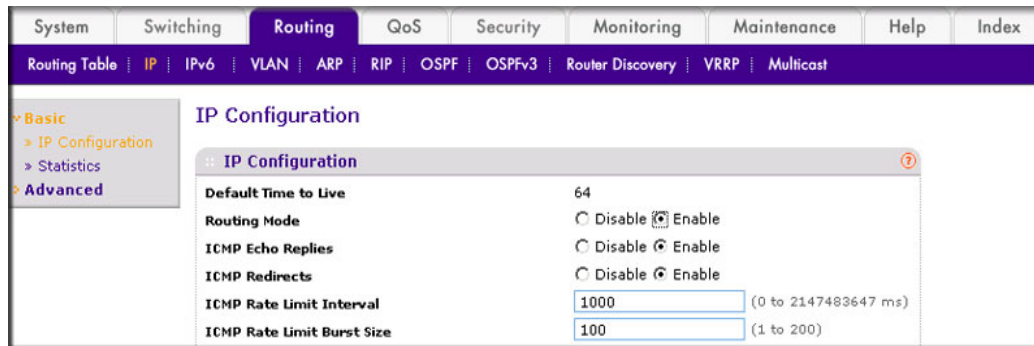 System Switching Routing QoS Security Monitoring Maintenance Help Index
Routing Table IP IPv6 VLAN ARP RIP OSPF OSPFv3 Router Discovery VRRP Multicast
Basic
» IP Configuration
» Statistics
Advanced
IP Configuration
IP Configuration ?
Default Time to Live 64
Routing Mode Disable Enable
ICMP Echo Replies Disable Enable
ICMP Redirects Disable Enable
ICMP Rate Limit Interval 1000 (0 to 2147483647 ms)
ICMP Rate Limit Burst Size 100 (1 to 200)